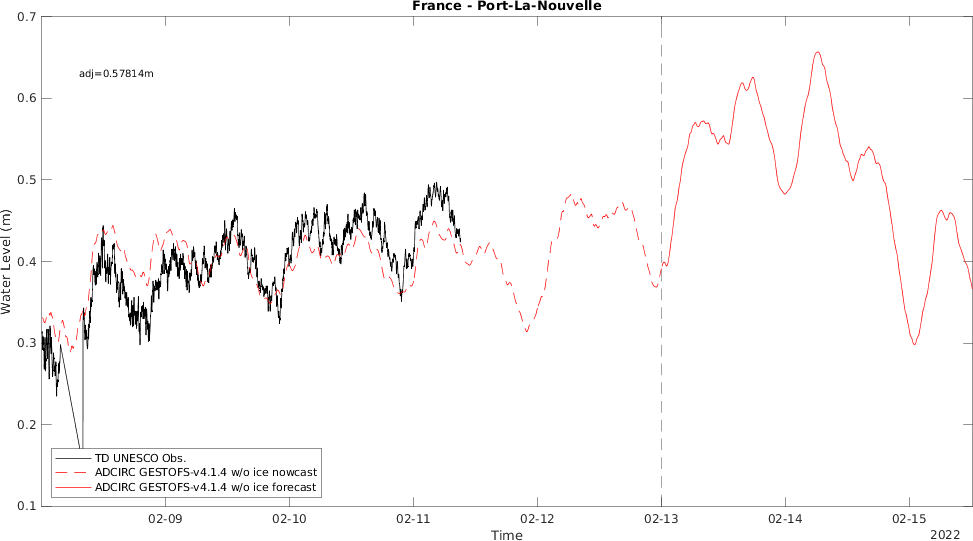 France - Port-La-Nouvelle
adj=0.57814m
0.7
0.6
0.5
0.4
0.3
0.2
0.1
Water Level (m)
TD UNESCO Obs.
ADCIRC GESTOFS-v4.1.4 w/o ice nowcast
ADCIRC GESTOFS-v4.1.4 w/o ice forecast
02-09 02-10 02-11 02-12 02-13 02-14 02-15
Time
2022